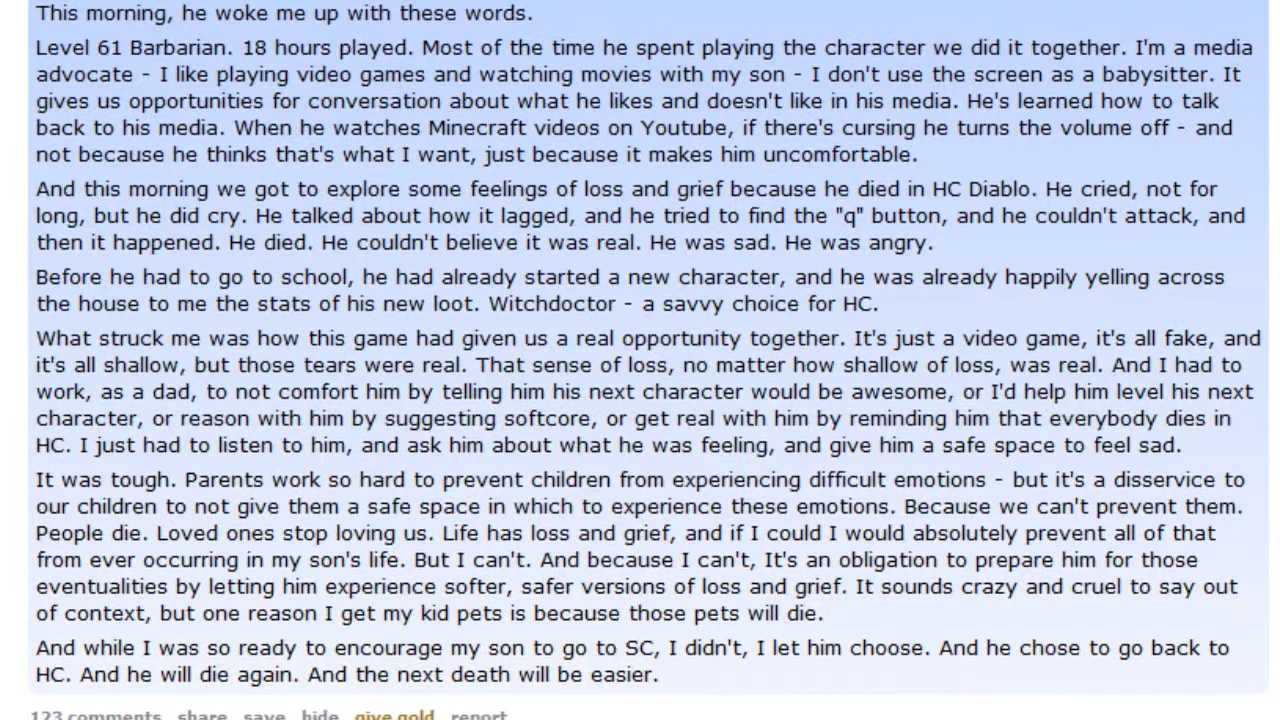 This morning, he woke me up with these words.
Level 61 Barbarian. 18 hours played. Most of the time he spent playing the character we did it together. I'm a media
advocate - I like playing video games and watching movies with my son - I don't use the screen as a babysitter. It
gives us opportunities for conversation about what he likes and doesn't like in his media. He's learned how to talk
back to his media. When he watches Minecraft videos on Youtube, if there's cursing he turns the volume off - and
not because he thinks that's what I want, just because it makes him uncomfortable.
And this morning we got to explore some feelings of loss and grief because he died in HC Diablo. He cried, not for
long, but he did cry. He talked about how it lagged, and he tried to find the "q" button, and he couldn't attack, and
then it happened. He died. He couldn't believe it was real. He was sad. He was angry.
Before he had to go to school, he had already started a new character, and he was already happily yelling across
the house to me the stats of his new loot. Witchdoctor - a savvy choice for HC.
What struck me was how this game had given us a real opportunity together. It's just a video game, it's all fake, and
it's all shallow, but those tears were real. That sense of loss, no matter how shallow of loss, was real. And I had to
work, as a dad, to not comfort him by telling him his next character would be awesome, or I'd help him level his next
character, or reason with him by suggesting softcore, or get real with him by reminding him that everybody dies in
HC. I just had to listen to him, and ask him about what he was feeling, and give him a safe space to feel sad.
It was tough. Parents work so hard to prevent children from experiencing difficult emotions - but it's a disservice to
our children to not give them a safe space in which to experience these emotions. Because we can't prevent them.
People die. Loved ones stop loving us. Life has loss and grief, and if I could I would absolutely prevent all of that
from ever occurring in my son's life. But I can't. And because I can't, It's an obligation to prepare him for those
eventualities by letting him experience softer, safer versions of loss and grief. It sounds crazy and cruel to say out
of context, but one reason I get my kid pets is because those pets will die.
And while I was so ready to encourage my son to go to SC, I didn't, I let him choose. And he chose to go back to
HC. And he will die again. And the next death will be easier.
123 comments share save hide give gold report